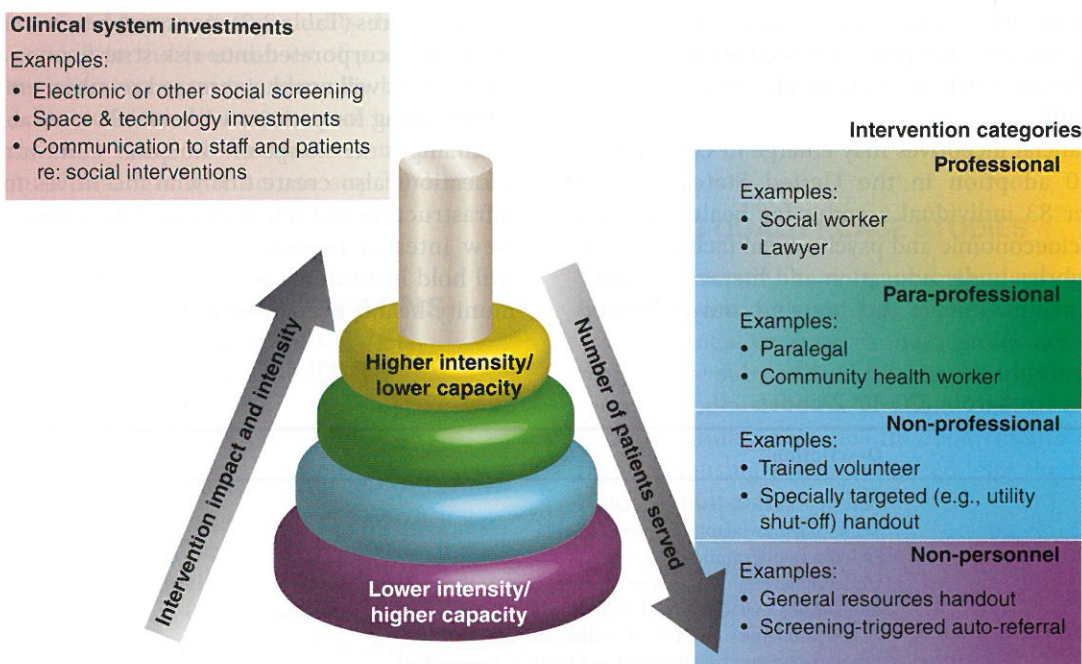 Clinical system investments
Examples:
• Electronic or other social screening
• Space & technology investments
• Communication to staff and patients
re: social interventions
Intervention impact and intensity
Higher intensity/
lower capacity
Lower intensity/
higher capacity
Number of patients served
Intervention categories
Professional
Examples:
• Social worker
• Lawyer
Para-professional
Examples:
• Paralegal
• Community health worker
Non-professional
Examples:
• Trained volunteer
• Specially targeted (e.g., utility
shut-off) handout
Non-personnel
Examples:
• General resources handout
• Screening-triggered auto-referral